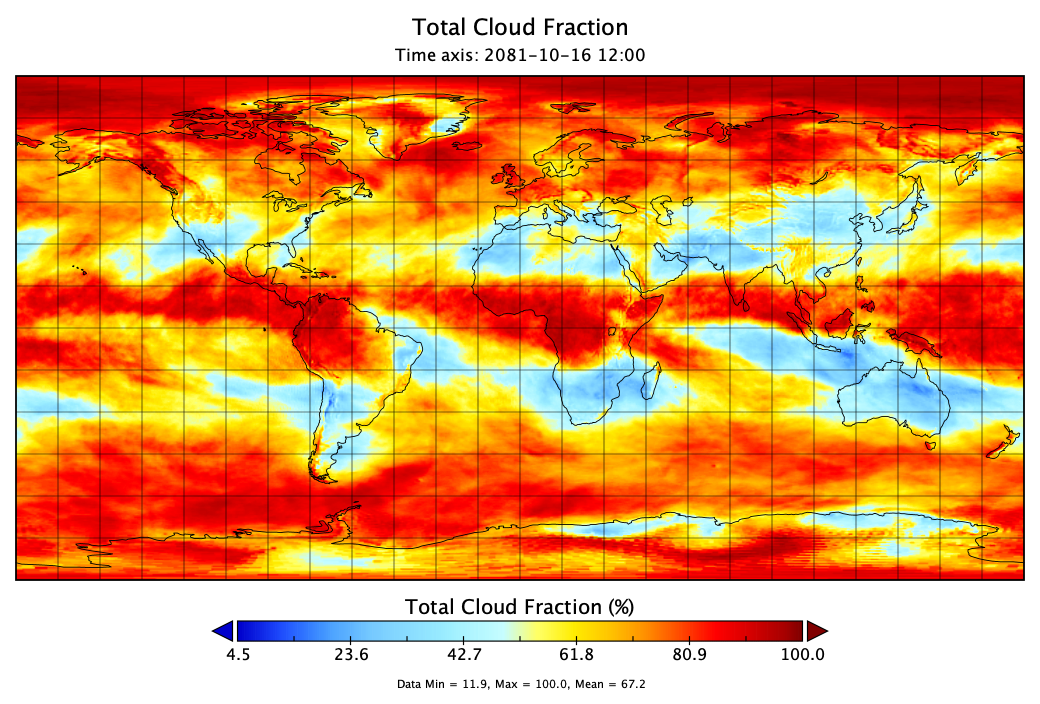 Total Cloud Fraction
Time axis: 2081-10-16 12:00
Total Cloud Fraction (%)
4.5 23.6 42.7 61.8 80.9 100.0
Data Min = 11.9, Max = 100.0, Mean = 67.2